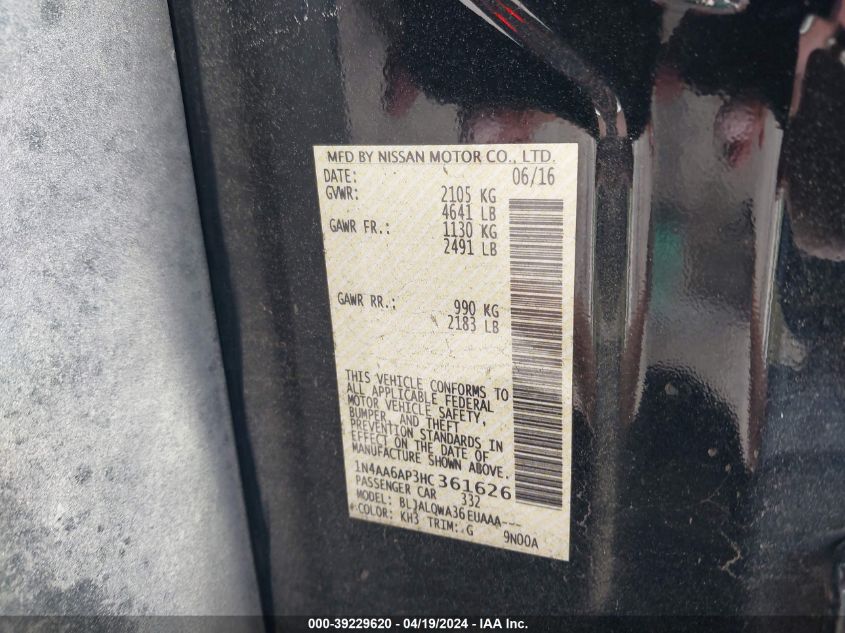 MFD BY NISSAN MOTOR CO., LTD.
DATE: 06/16
GVWR: 2105 KG
4641 LB
GAWR FR.: 1130 KG
2491 LB
GAWR RR.: 990 KG
2183 LB
THIS VEHICLE CONFORMS TO
ALL APPLICABLE FEDERAL
MOTOR VEHICLE SAFETY,
BUMPER, AND THEFT
PREVENTION STANDARDS IN
EFFECT ON THE DATE OF
MANUFACTURE SHOWN ABOVE.
1N4AA6AP3HC361626
PASSENGER CAR 332
MODEL: BLJALQWA36EUAAA---
COLOR: KH3 TRIM: G 9N00A
000-39229620 - 04/19/2024 - IAA Inc.